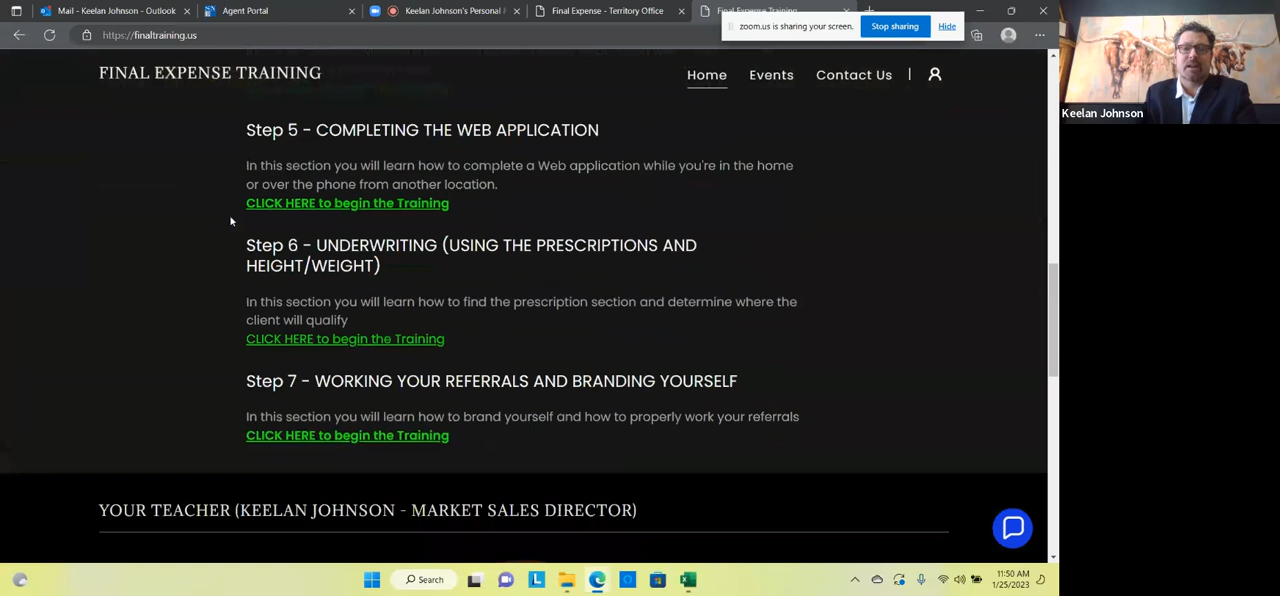 Mail - Keelan Johnson - Outlook
Agent Portal
Keelan Johnson's Personal
Final Expense - Territory Office
Final Expense Training
zoom.us is sharing your screen.
Stop sharing
Hide
https://finaltraining.us
FINAL EXPENSE TRAINING
Home
Events
Contact Us
Keelan Johnson
Step 5 - COMPLETING THE WEB APPLICATION
In this section you will learn how to complete a Web application while you're in the home
or over the phone from another location.
CLICK HERE to begin the Training
Step 6 - UNDERWRITING (USING THE PRESCRIPTIONS AND
HEIGHT/WEIGHT)
In this section you will learn how to find the prescription section and determine where the
client will qualify
CLICK HERE to begin the Training
Step 7 - WORKING YOUR REFERRALS AND BRANDING YOURSELF
In this section you will learn how to brand yourself and how to properly work your referrals
CLICK HERE to begin the Training
YOUR TEACHER (KEELAN JOHNSON - MARKET SALES DIRECTOR)
Search
11:50 AM
1/25/2023